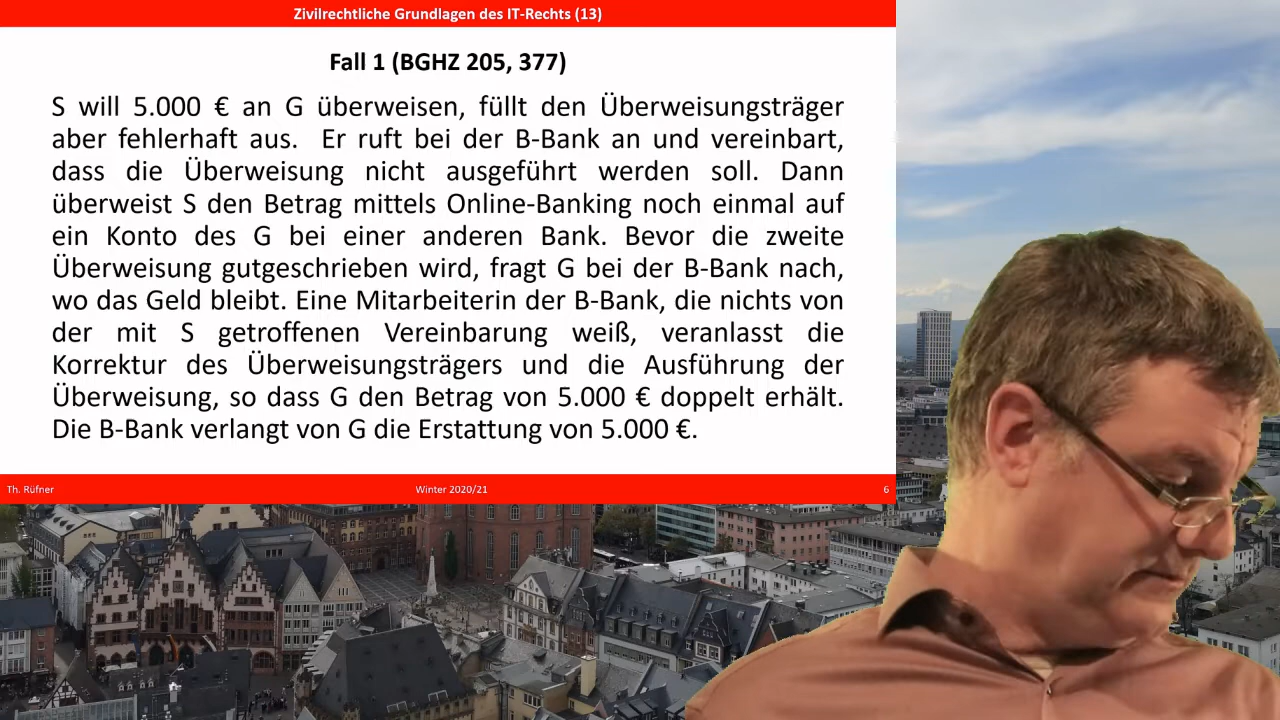 Zivilrechtliche Grundlagen des IT-Rechts (13)
Fall 1 (BGHZ 205, 377)
S will 5.000 € an G überweisen, füllt den Überweisungsträger
aber fehlerhaft aus. Er ruft bei der B-Bank an und vereinbart,
dass die Überweisung nicht ausgeführt werden soll. Dann
überweist S den Betrag mittels Online-Banking noch einmal auf
ein Konto des G bei einer anderen Bank. Bevor die zweite
Überweisung gutgeschrieben wird, fragt G bei der B-Bank nach,
wo das Geld bleibt. Eine Mitarbeiterin der B-Bank, die nichts von
der mit S getroffenen Vereinbarung weiß, veranlasst die
Korrektur des Überweisungsträgers und die Ausführung der
Überweisung, so dass G den Betrag von 5.000 € doppelt erhält.
Die B-Bank verlangt von G die Erstattung von 5.000 €.
Th. Rüfner
Winter 2020/21
6